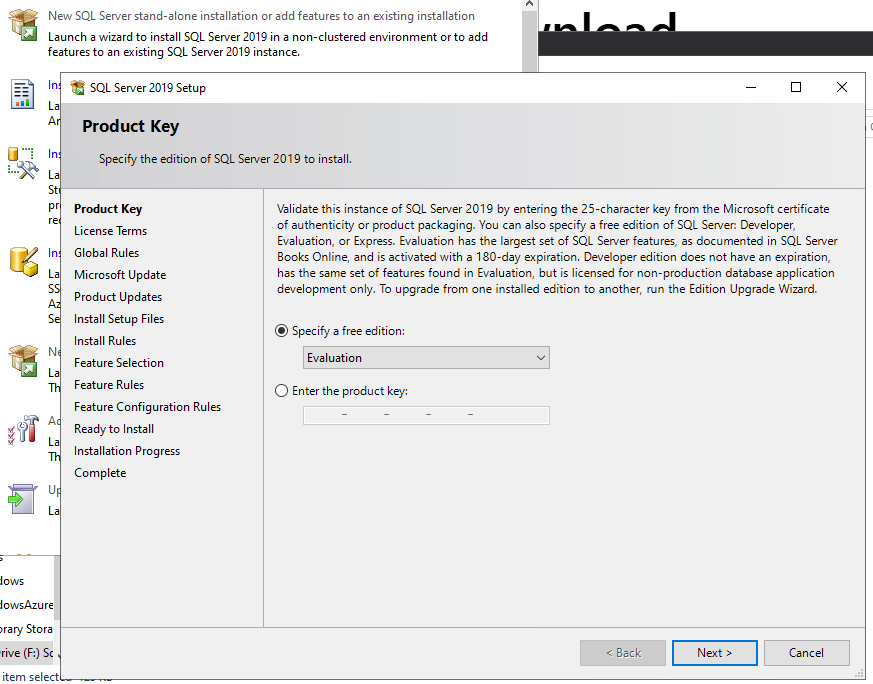 New SQL Server stand-alone installation or add features to an existing installation
Launch a wizard to install SQL Server 2019 in a non-clustered environment or to add
features to an existing SQL Server 2019 instance.
SQL Server 2019 Setup
Product Key
Specify the edition of SQL Server 2019 to install.
Product Key
License Terms
Global Rules
Microsoft Update
Product Updates
Install Setup Files
Install Rules
Feature Selection
Feature Rules
Feature Configuration Rules
Ready to Install
Installation Progress
Complete
Validate this instance of SQL Server 2019 by entering the 25-character key from the Microsoft certificate
of authenticity or product packaging. You can also specify a free edition of SQL Server: Developer,
Evaluation, or Express. Evaluation has the largest set of SQL Server features, as documented in SQL Server
Books Online, and is activated with a 180-day expiration. Developer edition does not have an expiration,
has the same set of features found in Evaluation, but is licensed for non-production database application
development only. To upgrade from one installed edition to another, run the Edition Upgrade Wizard.
Specify a free edition:
Evaluation
Enter the product key:
- - - -
< Back
Next >
Cancel
Ins
La
An
Ins
La
Stu
pro
rec
Ins
La
SS
Az
Se
Ne
La
Th
Ad
La
Th
Up
La
dows
dowsAzure
orary Stora
rive (F:) Sc
item selected